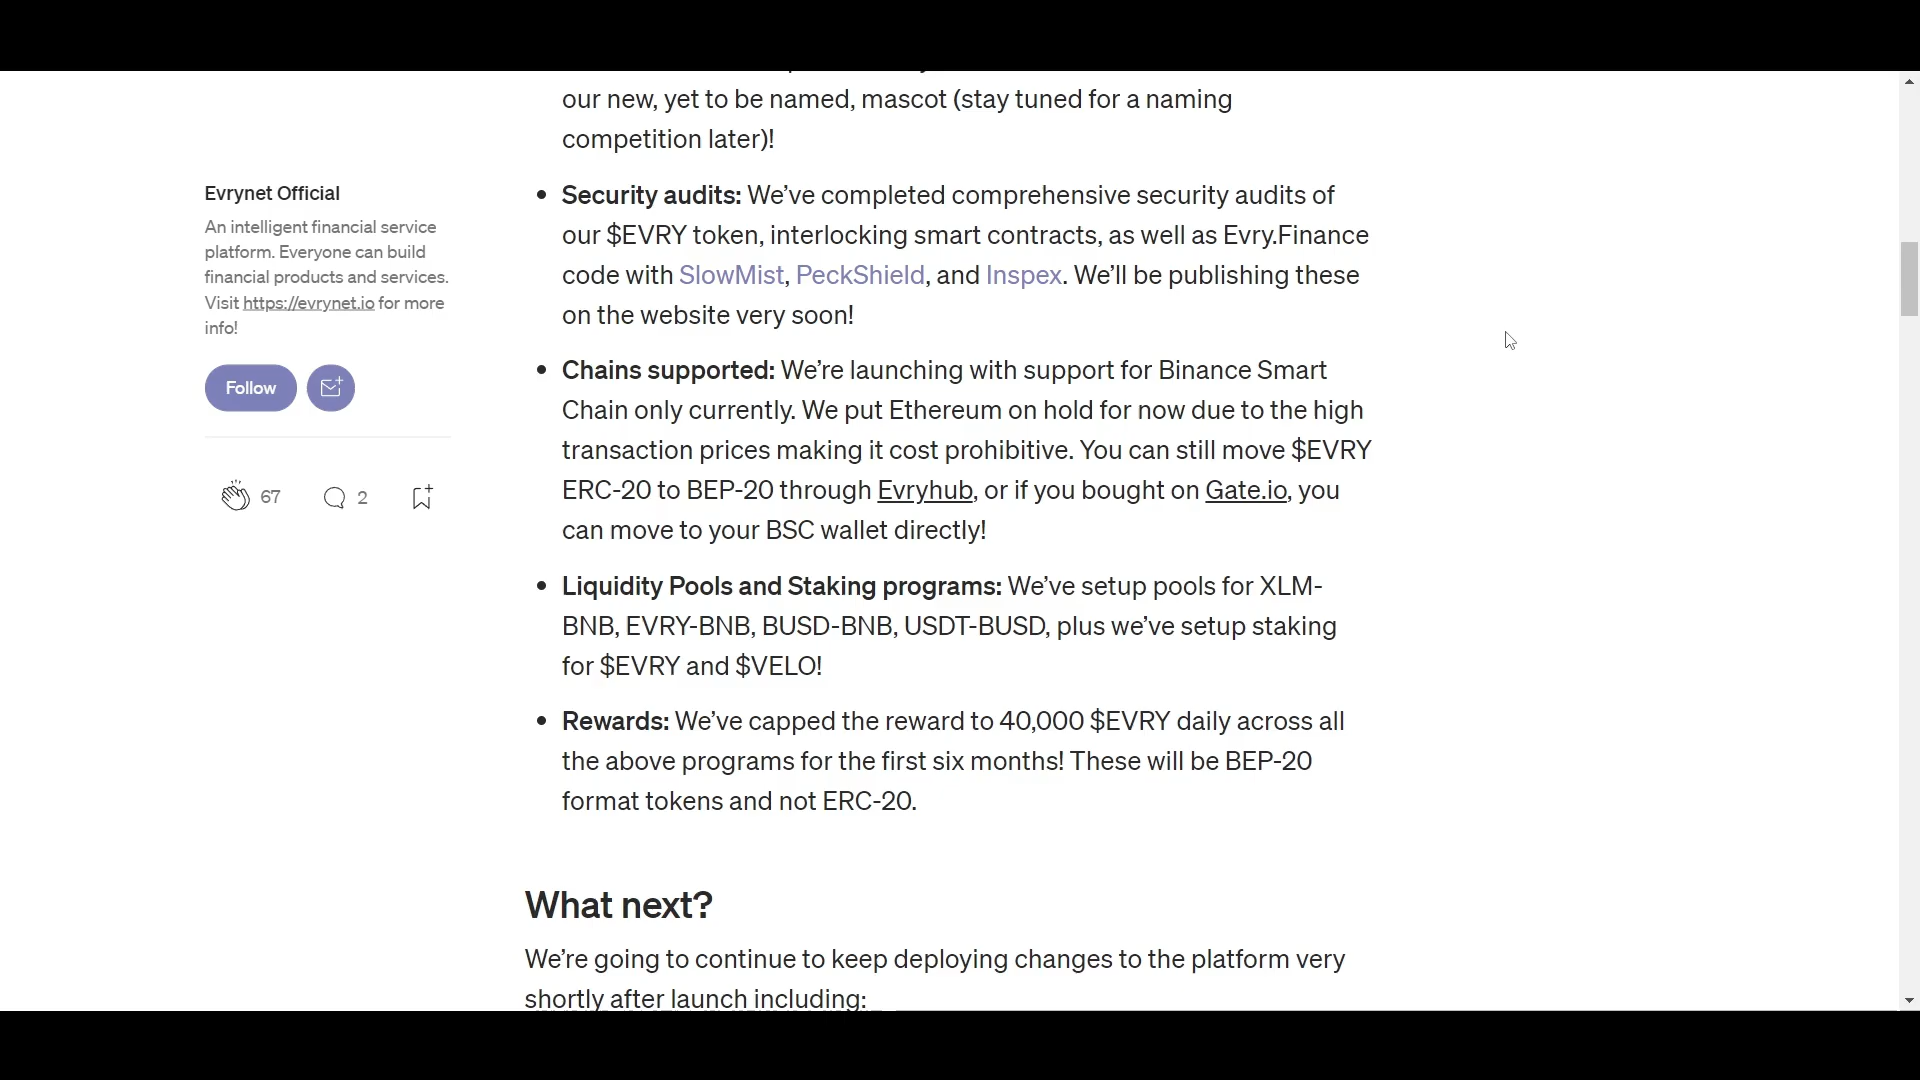 our new, yet to be named, mascot (stay tuned for a naming
competition later)!
Evrynet Official
An intelligent financial service
platform. Everyone can build
financial products and services.
Visit https://evrynet.io for more
info!
Follow
67
2
• Security audits: We’ve completed comprehensive security audits of
our $EVRY token, interlocking smart contracts, as well as Evry.Finance
code with SlowMist, PeckShield, and Inspex. We’ll be publishing these
on the website very soon!
• Chains supported: We’re launching with support for Binance Smart
Chain only currently. We put Ethereum on hold for now due to the high
transaction prices making it cost prohibitive. You can still move $EVRY
ERC-20 to BEP-20 through Evryhub, or if you bought on Gate.io, you
can move to your BSC wallet directly!
• Liquidity Pools and Staking programs: We’ve setup pools for XLM-
BNB, EVRY-BNB, BUSD-BNB, USDT-BUSD, plus we’ve setup staking
for $EVRY and $VELO!
• Rewards: We’ve capped the reward to 40,000 $EVRY daily across all
the above programs for the first six months! These will be BEP-20
format tokens and not ERC-20.
What next?
We’re going to continue to keep deploying changes to the platform very
shortly after launch including: